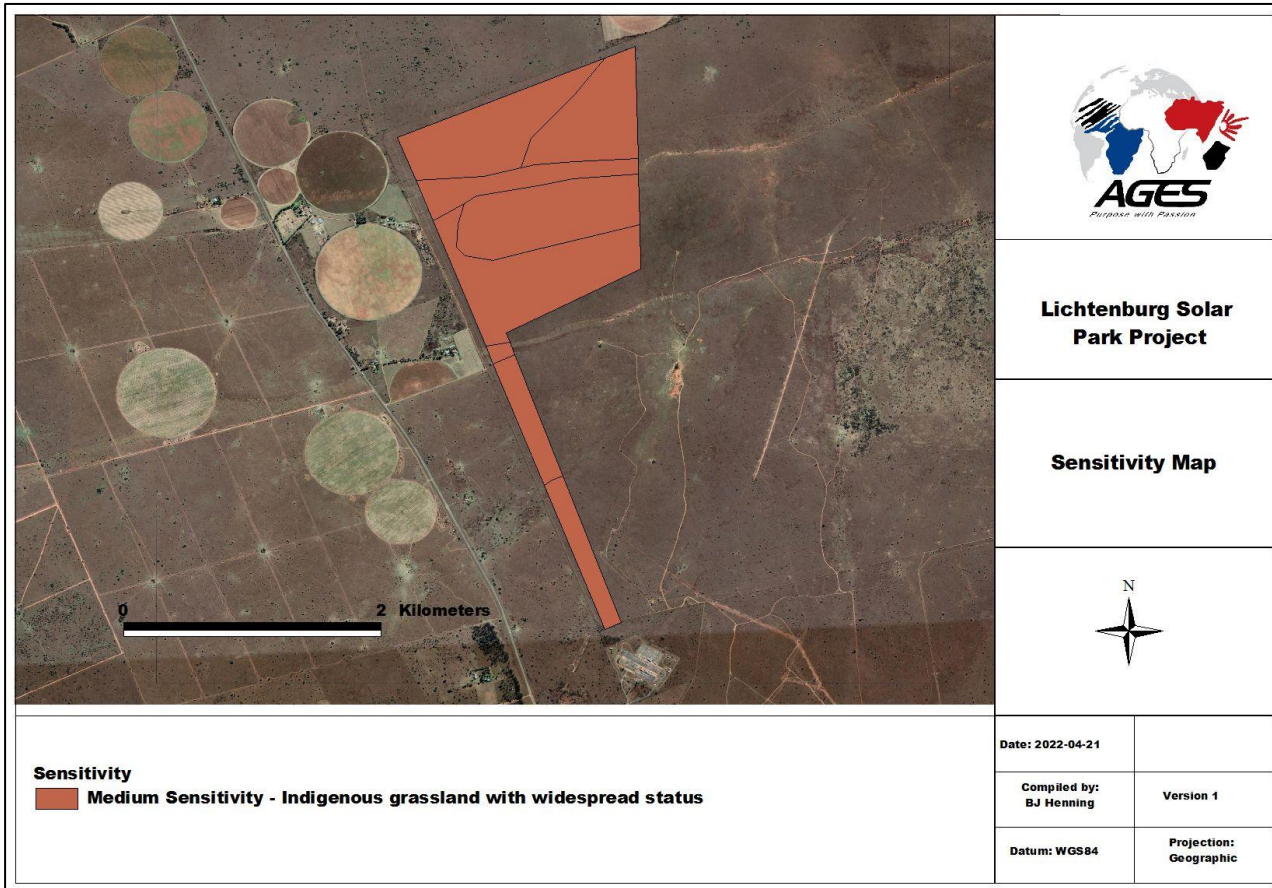 AGES
Purpose with Passion
Lichtenburg Solar
Park Project
Sensitivity Map
N
0 2 Kilometers
Sensitivity
Medium Sensitivity - Indigenous grassland with widespread status
Date: 2022-04-21
Compiled by:
BJ Henning
Version 1
Datum: WGS84
Projection:
Geographic